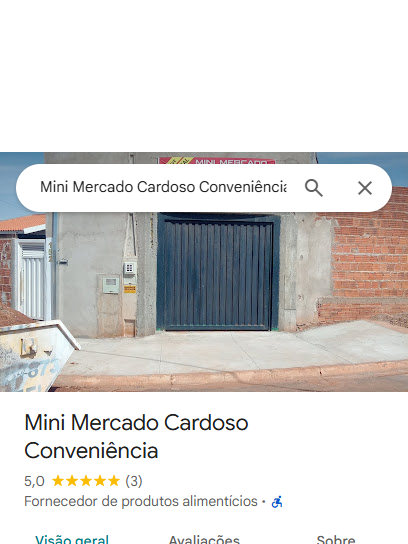 MINI MERCADO
Mini Mercado Cardoso Conveniência
Mini Mercado Cardoso
Conveniência
5,0 ★★★★★ (3)
Fornecedor de produtos alimentícios ·
Visão geral Avaliações Sobre